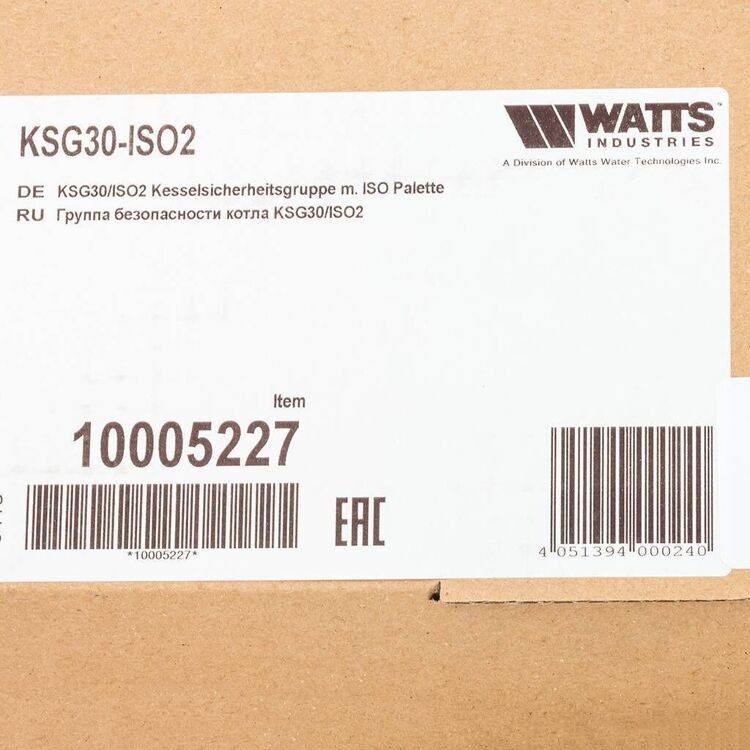 KSG30-ISO2
WATTS
INDUSTRIES
A Division of Watts Water Technologies Inc.
DE KSG30/ISO2 Kesselsicherheitsgruppe m. ISO Palette
RU Группа безопасности котла KSG30/ISO2
Item
10005227
*10005227*
EAC
4 051394 000240